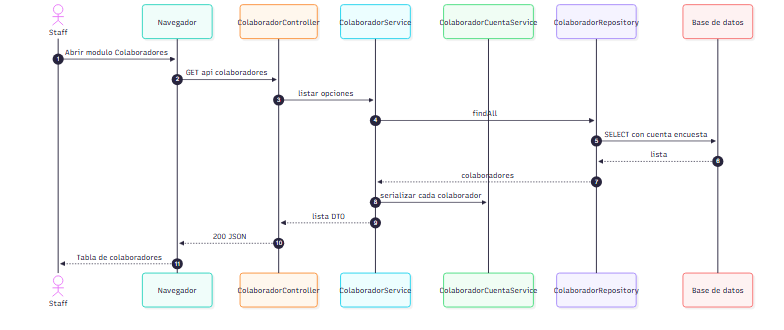 Staff
Navegador
ColaboradorController
ColaboradorService
ColaboradorCuentaService
ColaboradorRepository
Base de datos
1 Abrir modulo Colaboradores
2 GET api colaboradores
3 listar opciones
4 findAll
5 SELECT con cuenta encuesta
lista 6
colaboradores 7
8 serializar cada colaborador
lista DTO 9
200 JSON 10
Tabla de colaboradores 11
Staff
Navegador
ColaboradorController
ColaboradorService
ColaboradorCuentaService
ColaboradorRepository
Base de datos